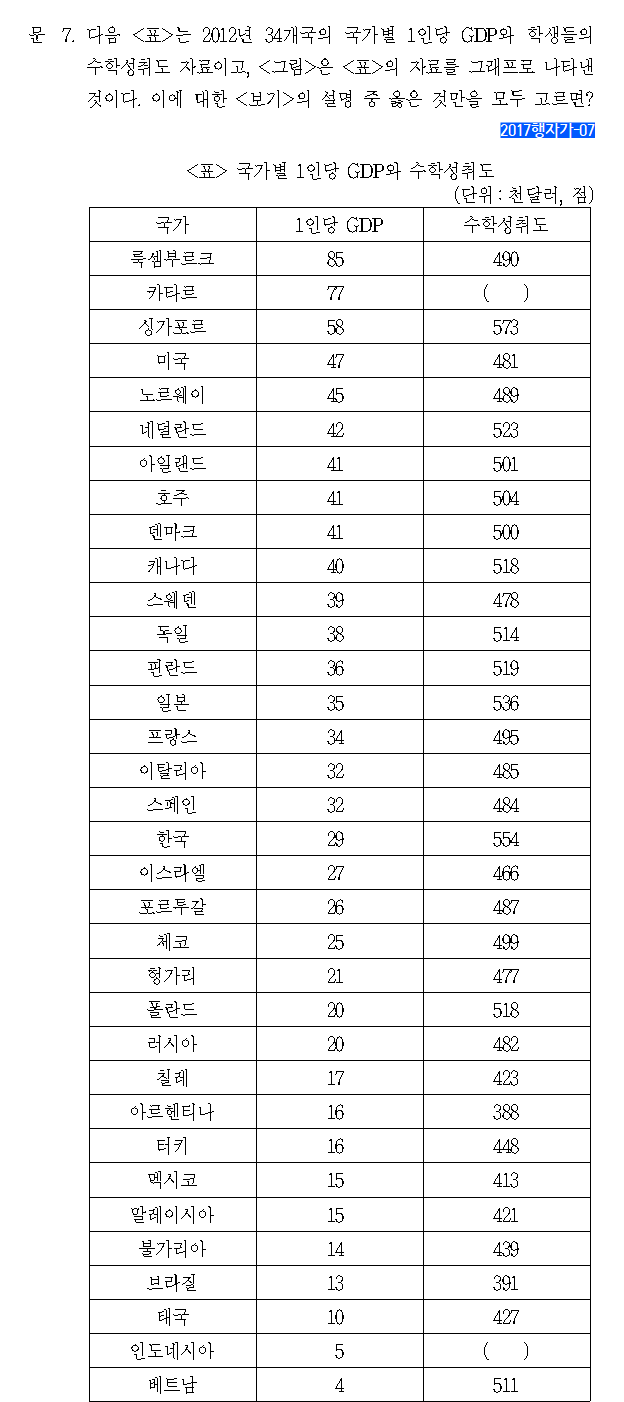 문 7. 다음 <표>는 2012년 34개국의 국가별 1인당 GDP와 학생들의
수학성취도 자료이고, <그림>은 <표>의 자료를 그래프로 나타낸
것이다. 이에 대한 <보기>의 설명 중 옳은 것만을 모두 고르면?
2017행자가-07
<표> 국가별 1인당 GDP와 수학성취도
(단위 : 천달러, 점)
국가 1인당 GDP 수학성취도
룩셈부르크 85 490
카타르 77 ( )
싱가포르 58 573
미국 47 481
노르웨이 45 489
네덜란드 42 523
아일랜드 41 501
호주 41 504
덴마크 41 500
캐나다 40 518
스웨덴 39 478
독일 38 514
핀란드 36 519
일본 35 536
프랑스 34 495
이탈리아 32 485
스페인 32 484
한국 29 554
이스라엘 27 466
포르투갈 26 487
체코 25 499
헝가리 21 477
폴란드 20 518
러시아 20 482
칠레 17 423
아르헨티나 16 388
터키 16 448
멕시코 15 413
말레이시아 15 421
불가리아 14 439
브라질 13 391
태국 10 427
인도네시아 5 ( )
베트남 4 511